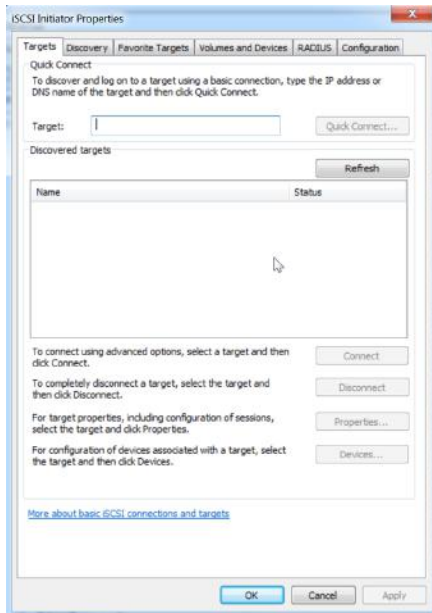 iSCSI Initiator Properties
Targets Discovery Favorite Targets Volumes and Devices RADIUS Configuration
Quick Connect
To discover and log on to a target using a basic connection, type the IP address or
DNS name of the target and then click Quick Connect.
Target:
Quick Connect...
Discovered targets
Refresh
Name Status
To connect using advanced options, select a target and then
click Connect.
Connect
To completely disconnect a target, select the target and
then click Disconnect.
Disconnect
For target properties, including configuration of sessions,
select the target and click Properties.
Properties...
For configuration of devices associated with a target, select
the target and then click Devices.
Devices...
More about basic iSCSI connections and targets
OK Cancel Apply